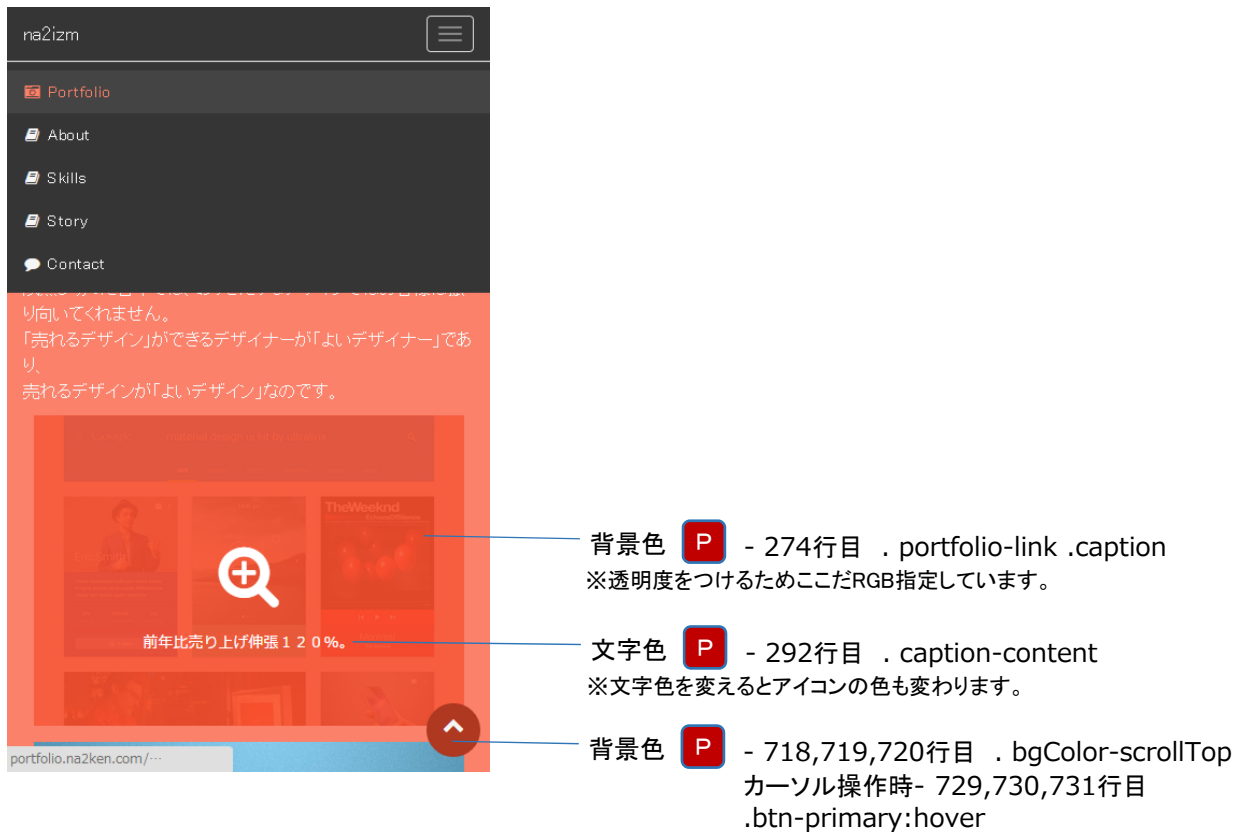 na2izm
Portfolio
About
Skills
Story
Contact
り向いてくれません。
「売れるデザイン」ができるデザイナーが「よいデザイナー」であ
り、
売れるデザインが「よいデザイン」なのです。
TheWeeknd
前年比売り上げ伸張120%。
portfolio.na2ken.com/…
背景色 P - 274行目 . portfolio-link .caption
※透明度をつけるためここだRGB指定しています。
文字色 P - 292行目 . caption-content
※文字色を変えるとアイコンの色も変わります。
背景色 P - 718,719,720行目 . bgColor-scrollTop
カーソル操作時- 729,730,731行目
.btn-primary:hover